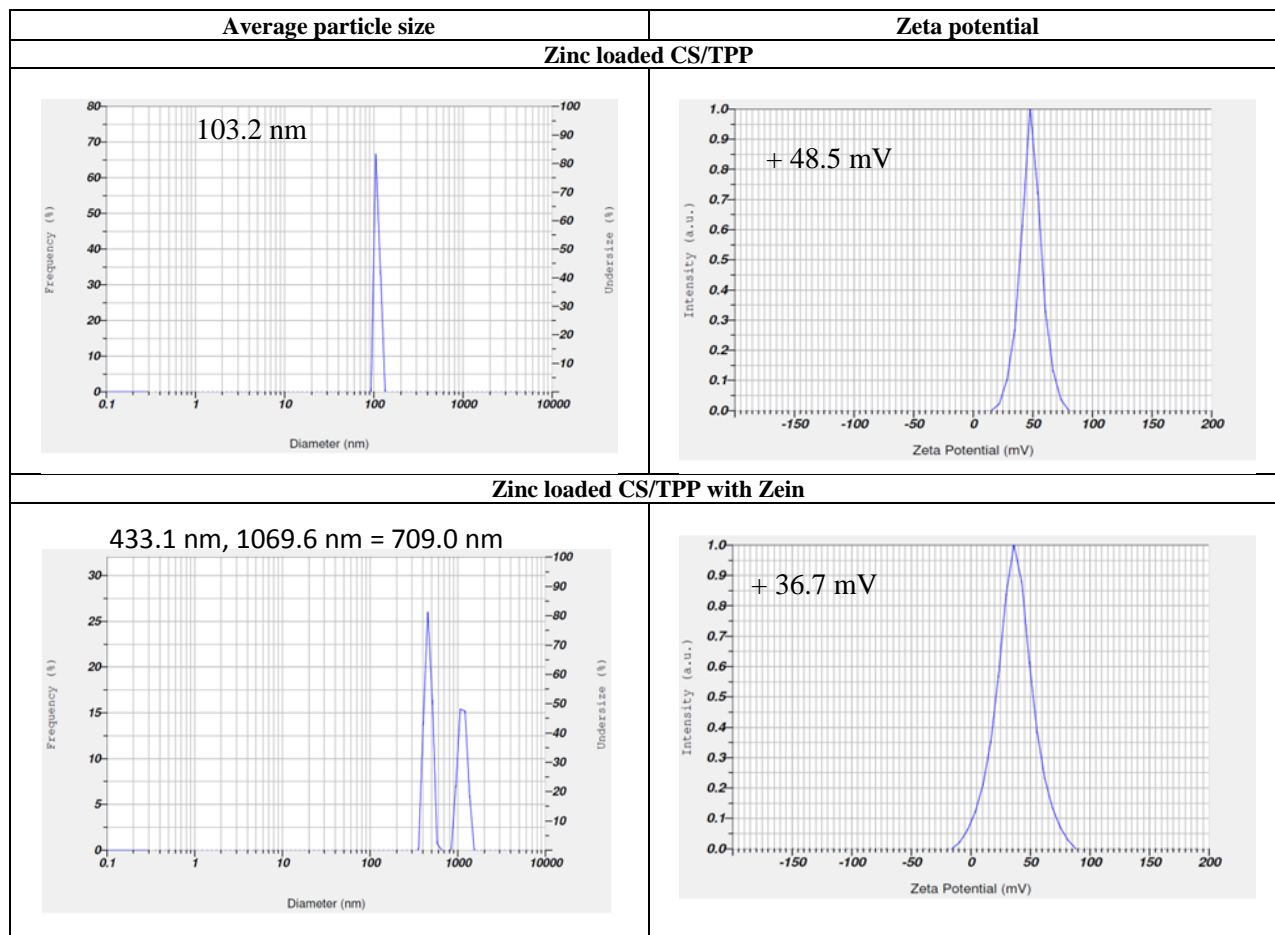 Average particle size
Zeta potential
Zinc loaded CS/TPP
103.2 nm
80
70
60
50
40
30
20
10
0
100
90
80
70
60
50
40
30
20
10
Frequency (%)
Undersize (%)
0.1 1 10 100 1000 10000
Diameter (nm)
+ 48.5 mV
1.0
0.9
0.8
0.7
0.6
0.5
0.4
0.3
0.2
0.1
0.0
Intensity (a.u.)
-150 -100 -50 0 50 100 150 200
Zeta Potential (mV)
Zinc loaded CS/TPP with Zein
433.1 nm, 1069.6 nm = 709.0 nm
30
25
20
15
10
5
0
100
90
80
70
60
50
40
30
20
10
Frequency (%)
Undersize (%)
0.1 1 10 100 1000 10000
Diameter (nm)
+ 36.7 mV
1.0
0.9
0.8
0.7
0.6
0.5
0.4
0.3
0.2
0.1
0.0
Intensity (a.u.)
-150 -100 -50 0 50 100 150 200
Zeta Potential (mV)